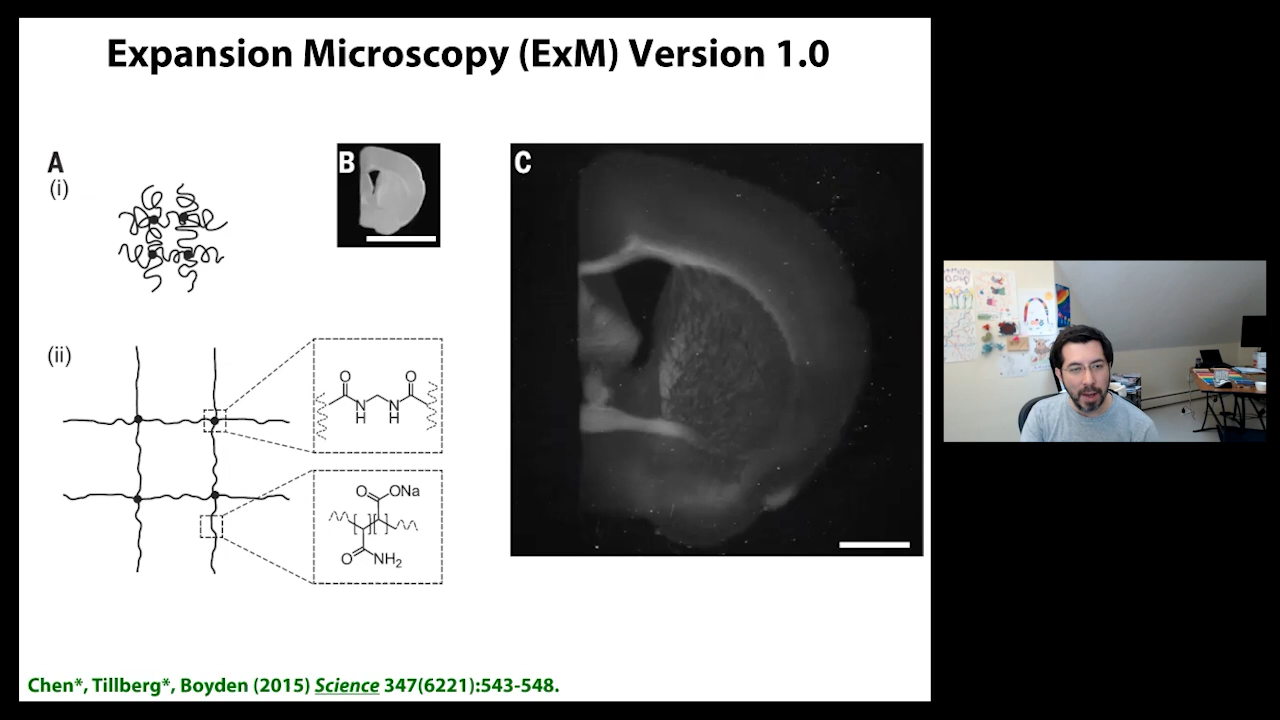 Expansion Microscopy (ExM) Version 1.0
A
(i)
B
C
(ii)
O
O
N
H
N
H
O
ONa
O
NH2
Chen*, Tillberg*, Boyden (2015) Science 347(6221):543-548.